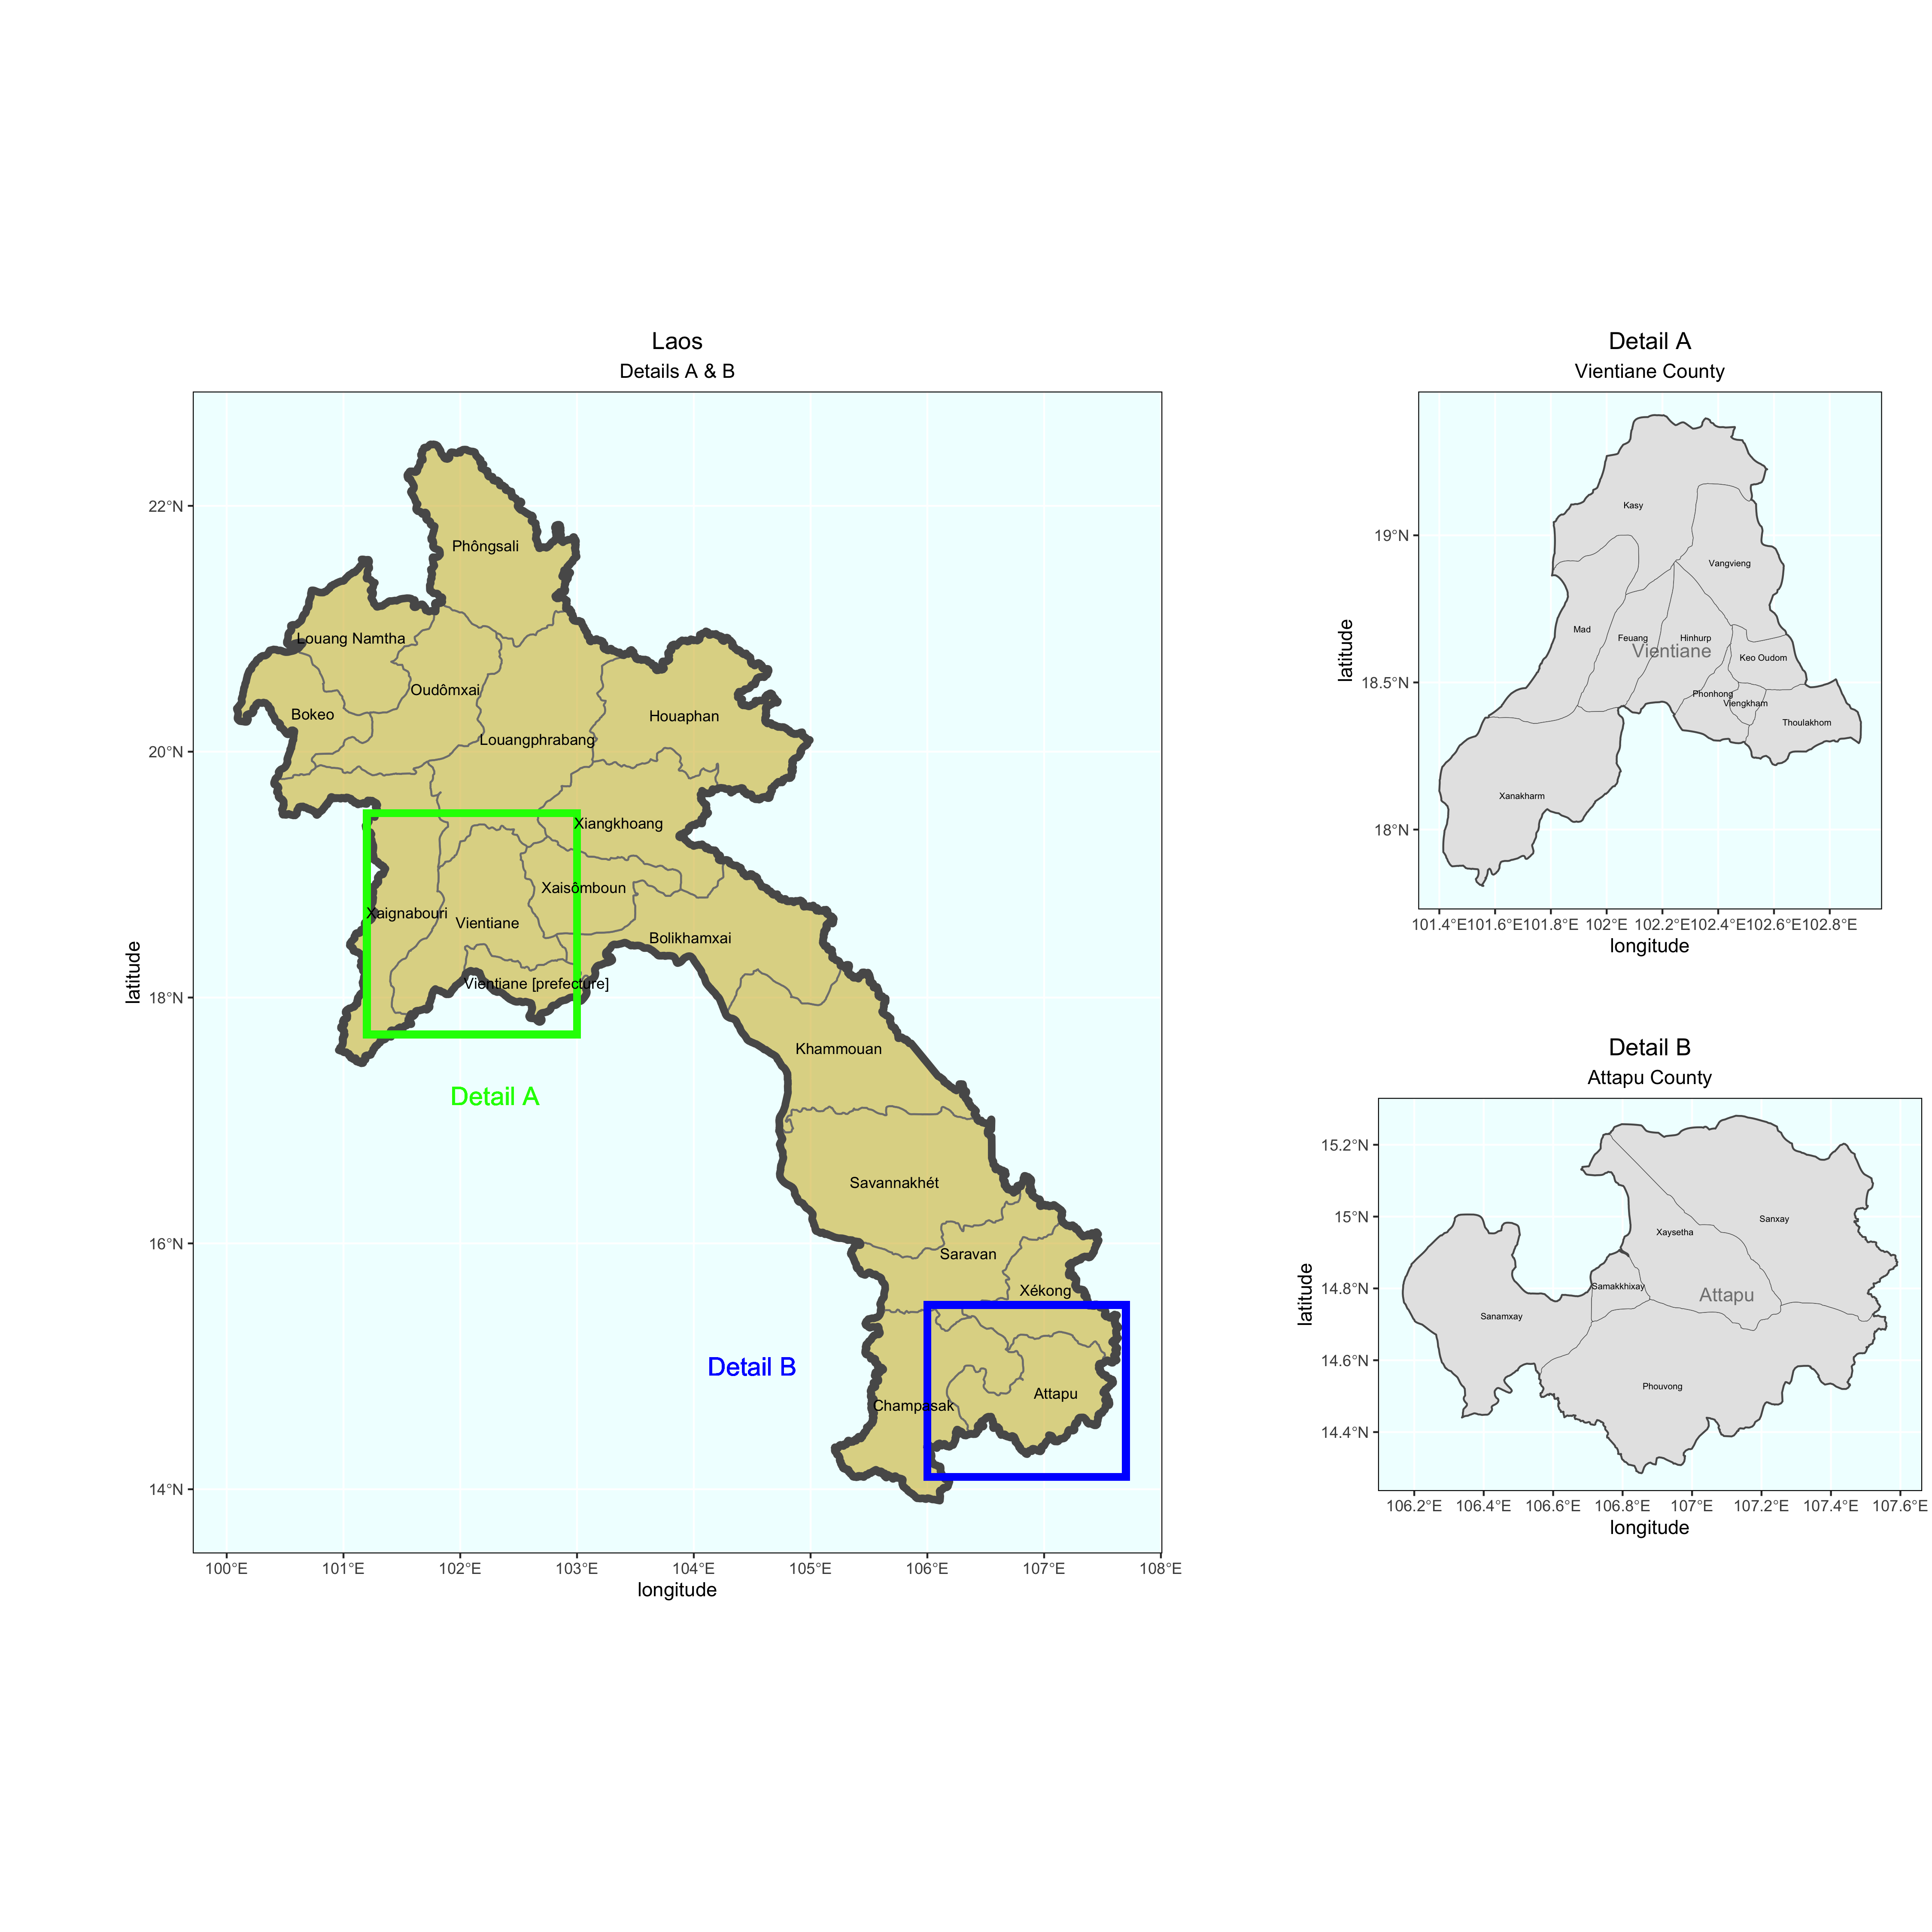 Laos
Details A & B
22°N
20°N
18°N
16°N
14°N
latitude
Phôngsali
Louang Namtha
Oudômxai
Bokeo
Houaphan
Louangphrabang
Xiangkhoang
Xaisômboun
Xaignabouri
Vientiane
Bolikhamxai
Vientiane [prefecture]
Khammouan
Detail A
Savannakhét
Saravan
Xékong
Detail B
Attapu
Champasak
100°E 101°E 102°E 103°E 104°E 105°E 106°E 107°E 108°E
longitude
Detail A
Vientiane County
19°N
18.5°N
18°N
latitude
Kasy
Vangvieng
Mad
Feuang
Hinhurp
Vientiane
Keo Oudom
Phonhong
Viengkham
Thoulakhom
Xanakharm
101.4°E 101.6°E 101.8°E 102°E 102.2°E 102.4°E 102.6°E 102.8°E
longitude
Detail B
Attapu County
15.2°N
15°N
14.8°N
14.6°N
14.4°N
latitude
Sanxay
Xaysetha
Samakkhixay
Attapu
Sanamxay
Phouvong
106.2°E 106.4°E 106.6°E 106.8°E 107°E 107.2°E 107.4°E 107.6°E
longitude